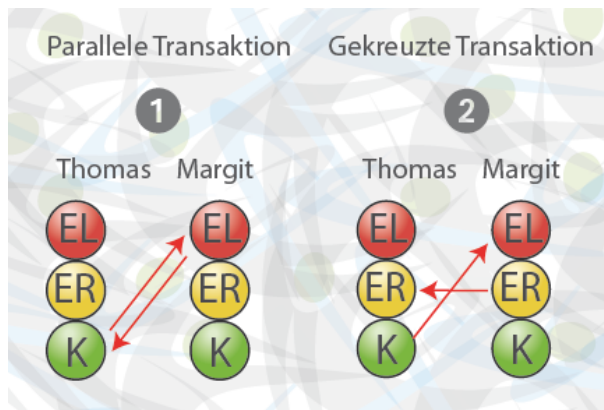 Parallele Transaktion
1
Thomas Margit
EL EL
ER ER
K K
Gekreuzte Transaktion
2
Thomas Margit
EL EL
ER ER
K K